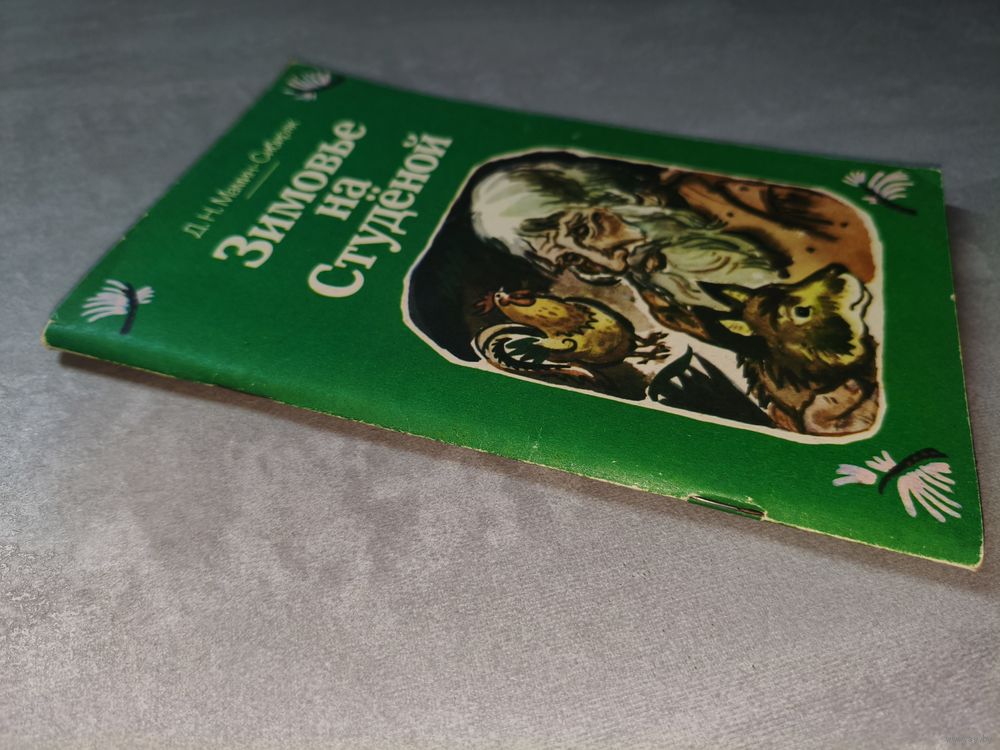 Д. Н. Мамин-Сибиряк
Зимовье
на
Студёной